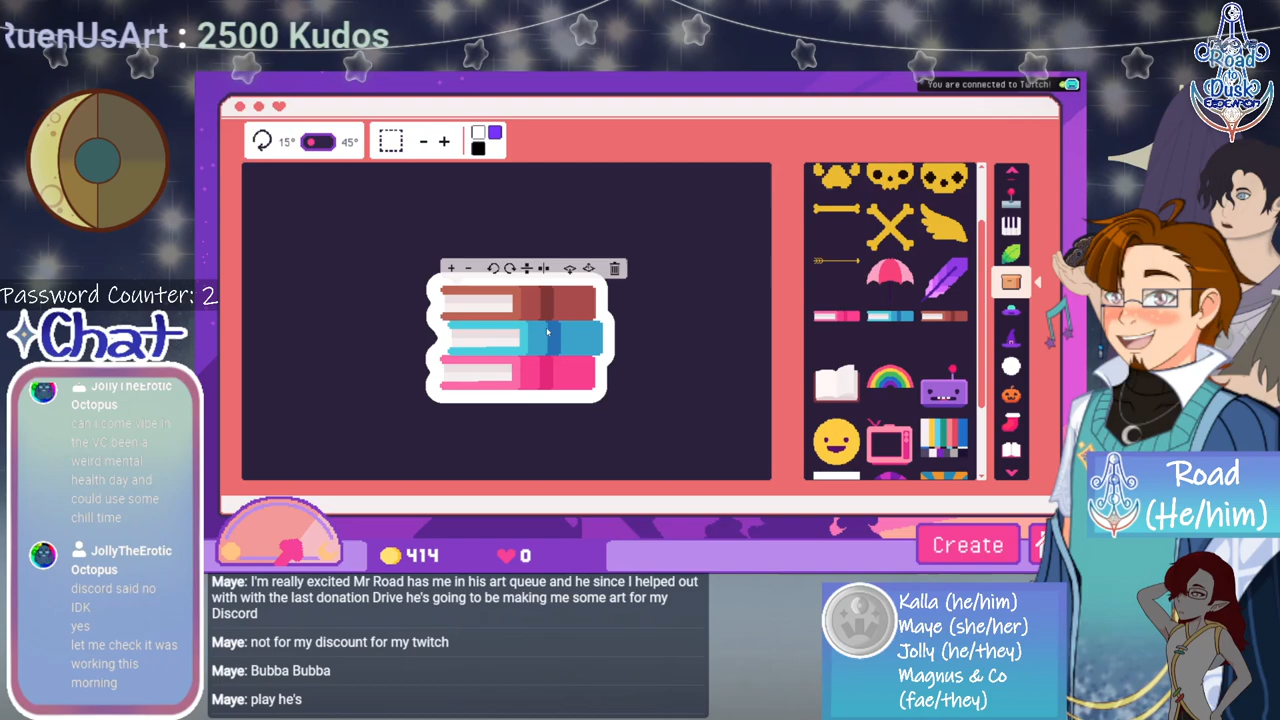 RuenUsArt : 2500 Kudos
Road
to
Dusk
You are connected to Twitch!
15°
45°
Password Counter: 2
Chat
JollyTheErotic
Octopus
can i come vibe in
the VC been a
weird mental
health day and
could use some
chill time
JollyTheErotic
Octopus
discord said no
IDK
yes
let me check it was
working this
morning
414
0
Create
Maye: I'm really excited Mr Road has me in his art queue and he since I helped out
with with the last donation Drive he's going to be making me some art for my
Discord
Maye: not for my discount for my twitch
Maye: Bubba Bubba
Maye: play he's
Road
(He/him)
Kalla (he/him)
Maye (she/her)
Jolly (he/they)
Magnus & Co
(fae/they)